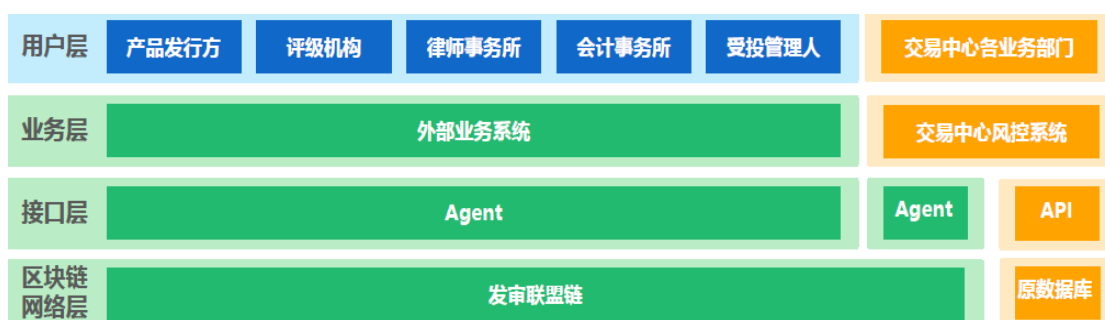 用户层
产品发行方
评级机构
律师事务所
会计事务所
受投管理人
交易中心各业务部门
业务层
外部业务系统
交易中心风控系统
接口层
Agent
Agent
API
区块链
网络层
发审联盟链
原数据库